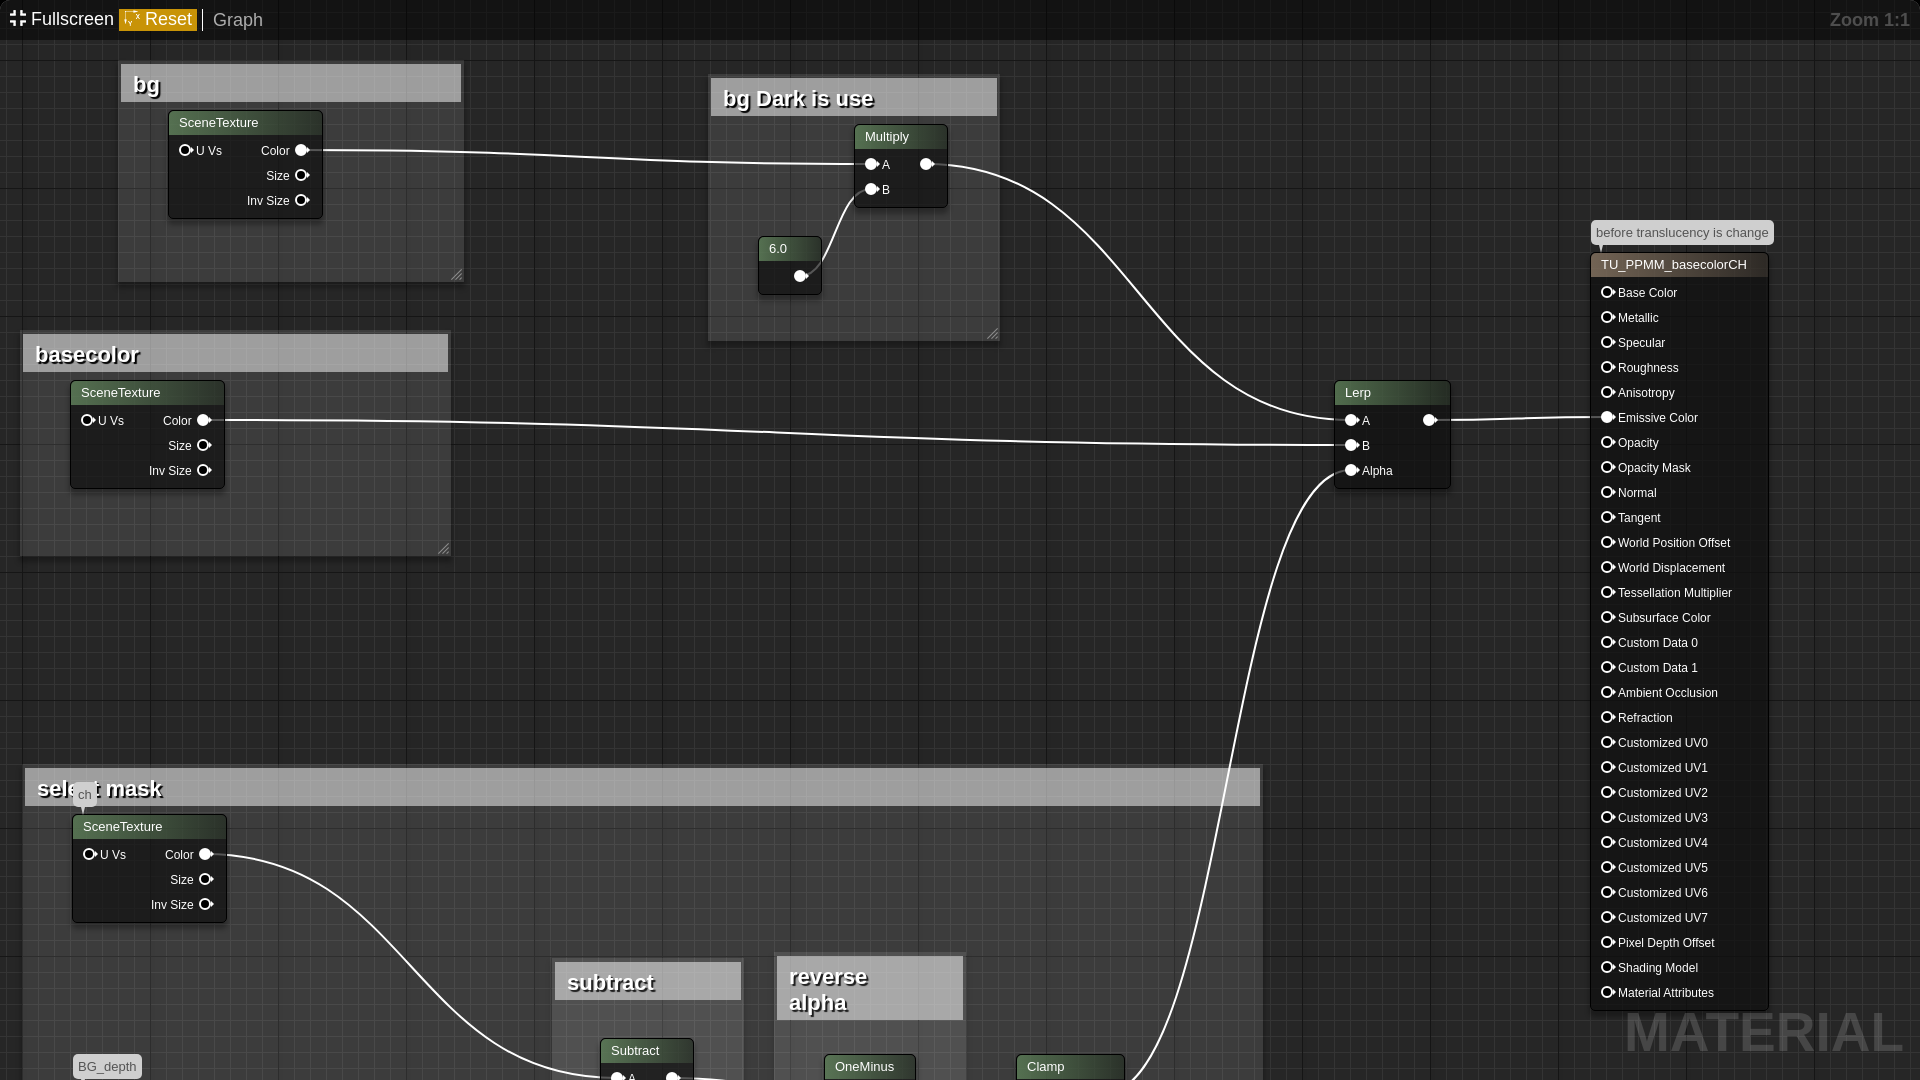 Fullscreen Reset Graph Zoom 1:1
bg
SceneTexture
U Vs Color
Size
Inv Size
bg Dark is use
Multiply
A
B
6.0
basecolor
SceneTexture
U Vs Color
Size
Inv Size
Lerp
A
B
Alpha
before translucency is change
TU_PPMM_basecolorCH
Base Color
Metallic
Specular
Roughness
Anisotropy
Emissive Color
Opacity
Opacity Mask
Normal
Tangent
World Position Offset
World Displacement
Tessellation Multiplier
Subsurface Color
Custom Data 0
Custom Data 1
Ambient Occlusion
Refraction
Customized UV0
Customized UV1
Customized UV2
Customized UV3
Customized UV4
Customized UV5
Customized UV6
Customized UV7
Pixel Depth Offset
Shading Model
Material Attributes
select mask
ch
SceneTexture
U Vs Color
Size
Inv Size
subtract
Subtract
A
reverse
alpha
OneMinus
Clamp
BG_depth
MATERIAL